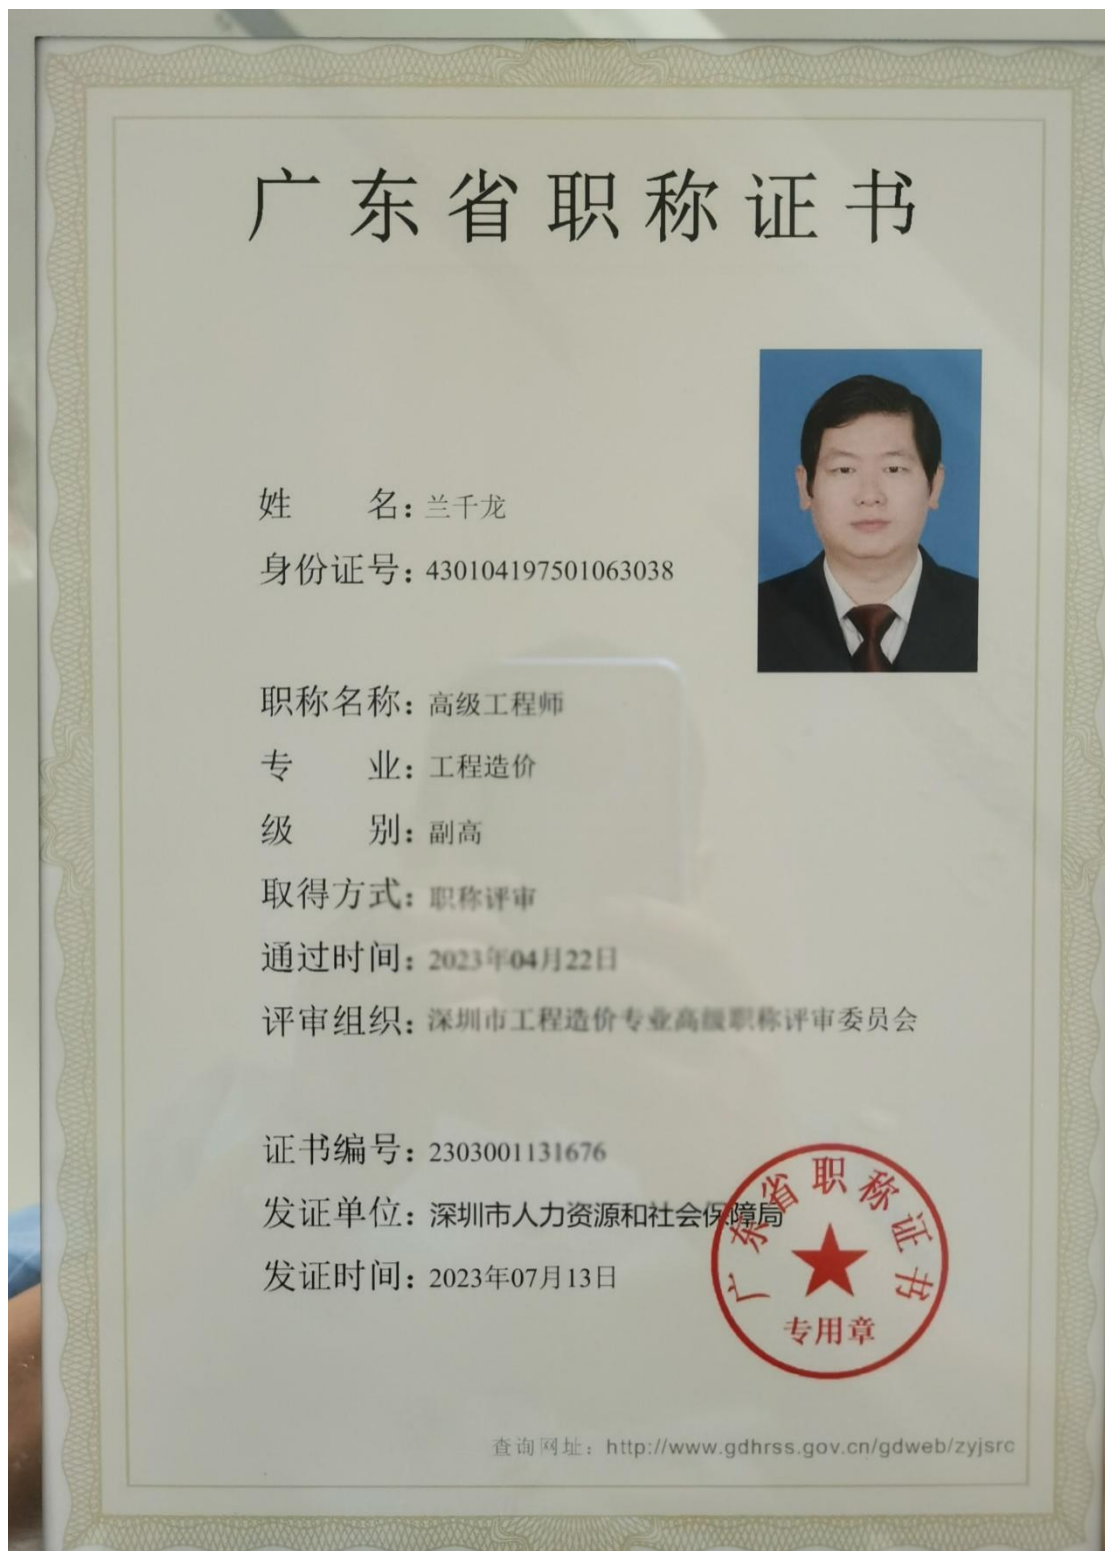 广东省职称证书
姓 名：兰千龙
身份证号：430104197501063038
职称名称：高级工程师
专 业：工程造价
级 别：副高
取得方式：职称评审
通过时间：2023年04月22日
评审组织：深圳市工程造价专业高级职称评审委员会
证书编号：2303001131676
发证单位：深圳市人力资源和社会保障局
发证时间：2023年07月13日
广东省职称证书
专用章
查询网址：http://www.gdhrss.gov.cn/gdweb/zyjsrc